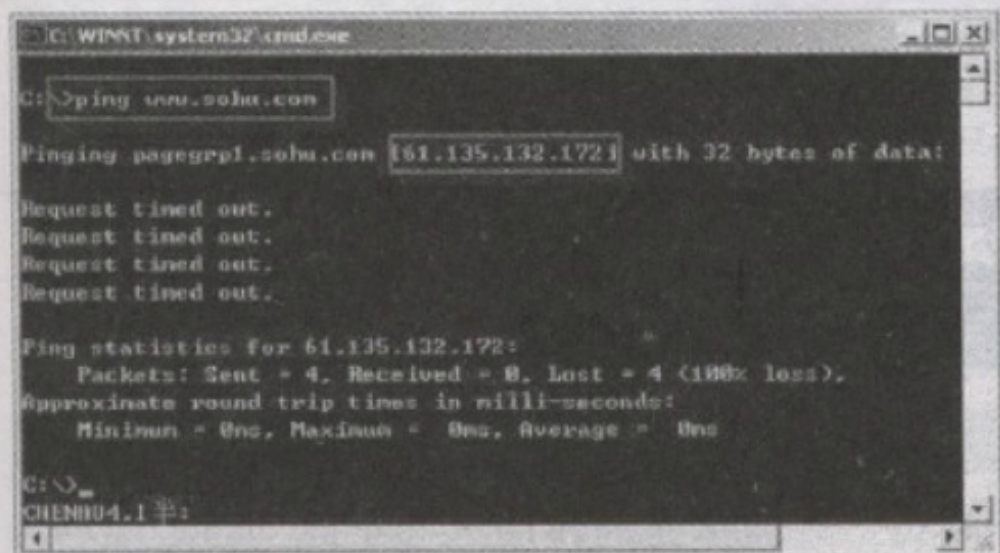 C:\WINNT\system32\cmd.exe
C:\>ping www.sohu.com
Pinging pagegrp1.sohu.com [61.135.132.172] with 32 bytes of data:
Request timed out.
Request timed out.
Request timed out.
Request timed out.
Ping statistics for 61.135.132.172:
Packets: Sent = 4, Received = 0, Lost = 4 (100% loss),
Approximate round trip times in milli-seconds:
Minimum = 0ms, Maximum = 0ms, Average = 0ms
C:\>_
半: